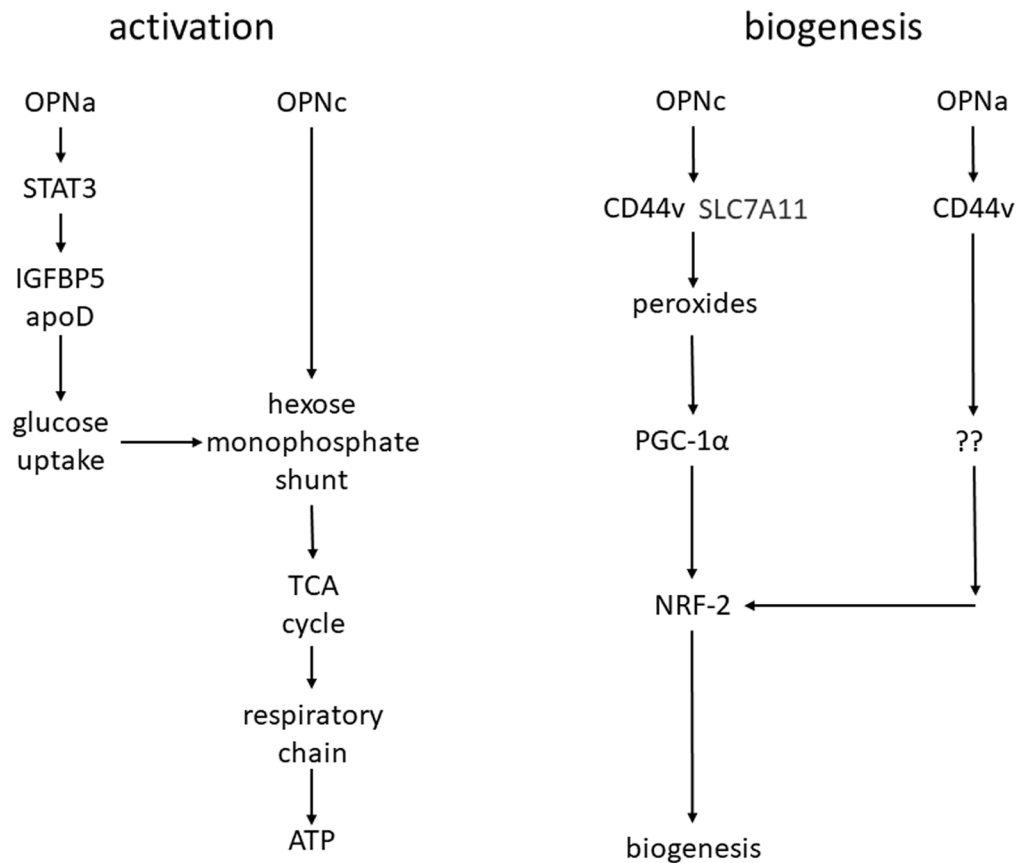 activation
OPNa
STAT3
IGFBP5
apoD
glucose
uptake
OPNc
hexose
monophosphate
shunt
TCA
cycle
respiratory
chain
ATP
biogenesis
OPNc
CD44v SLC7A11
peroxides
PGC-1α
NRF-2
biogenesis
OPNa
CD44v
??